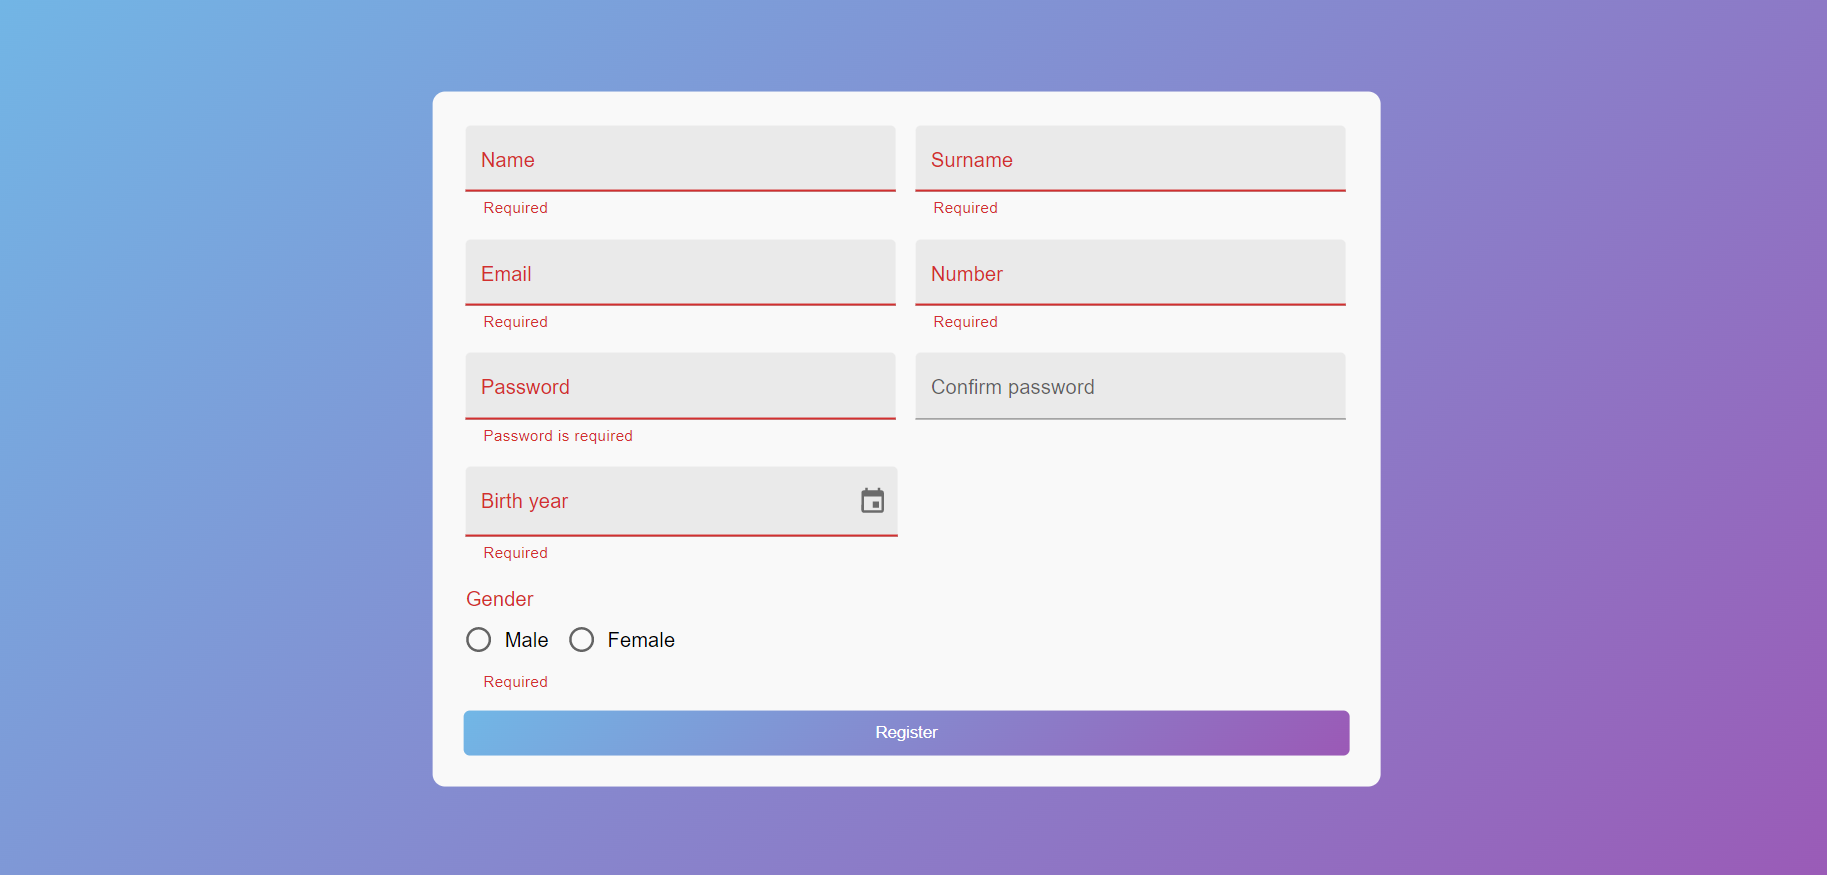 Name
Surname
Required
Required
Email
Number
Required
Required
Password
Confirm password
Password is required
Birth year
Required
Gender
Male
Female
Required
Register